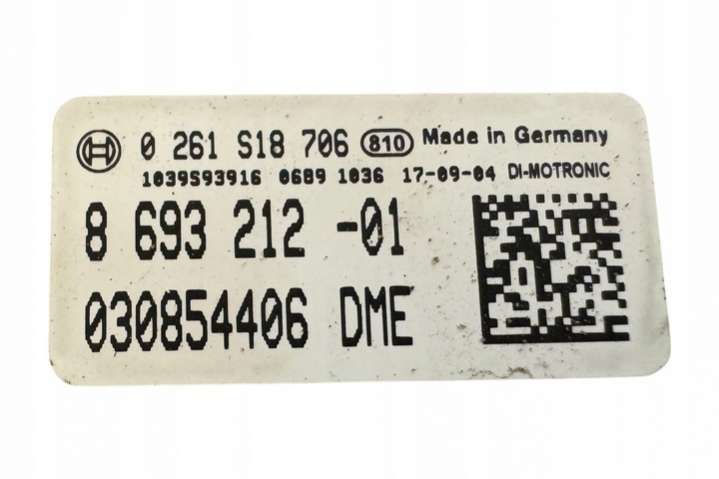 0 261 S18 706 810 Made in Germany
1039S93916 0689 1036 17-09-04 DI-MOTRONIC
8 693 212 -01
030854406 DME